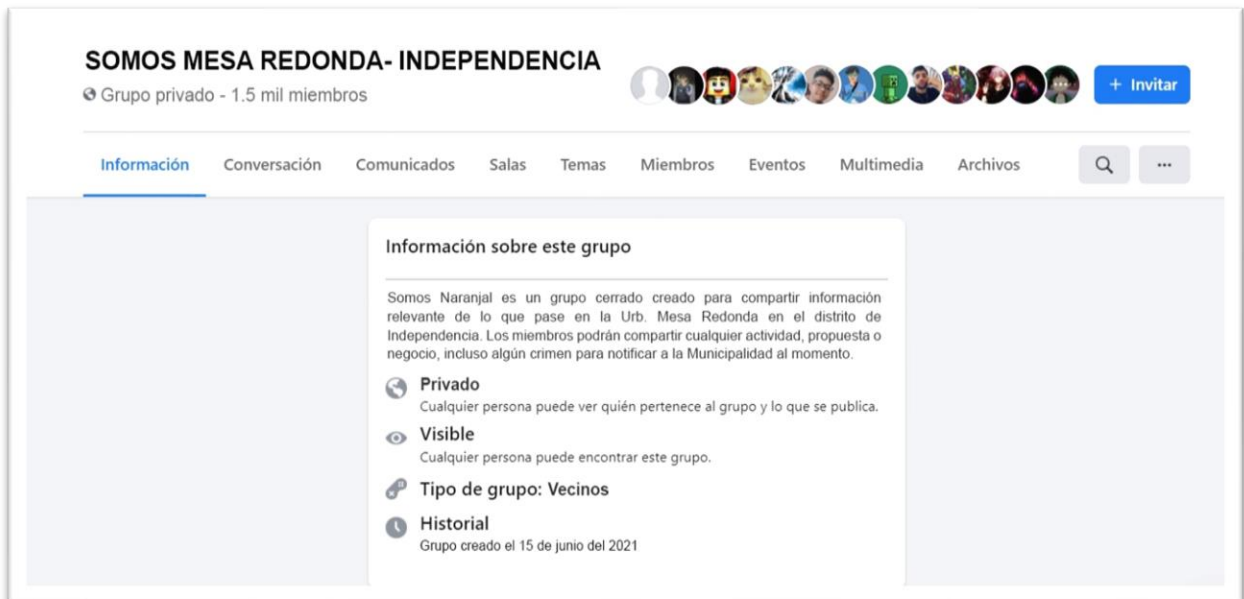 SOMOS MESA REDONDA- INDEPENDENCIA
Grupo privado - 1.5 mil miembros
+ Invitar
Información Conversación Comunicados Salas Temas Miembros Eventos Multimedia Archivos
Información sobre este grupo
Somos Naranjal es un grupo cerrado creado para compartir información
relevante de lo que pase en la Urb. Mesa Redonda en el distrito de
Independencia. Los miembros podrán compartir cualquier actividad, propuesta o
negocio, incluso algún crimen para notificar a la Municipalidad al momento.
Privado
Cualquier persona puede ver quién pertenece al grupo y lo que se publica.
Visible
Cualquier persona puede encontrar este grupo.
Tipo de grupo: Vecinos
Historial
Grupo creado el 15 de junio del 2021